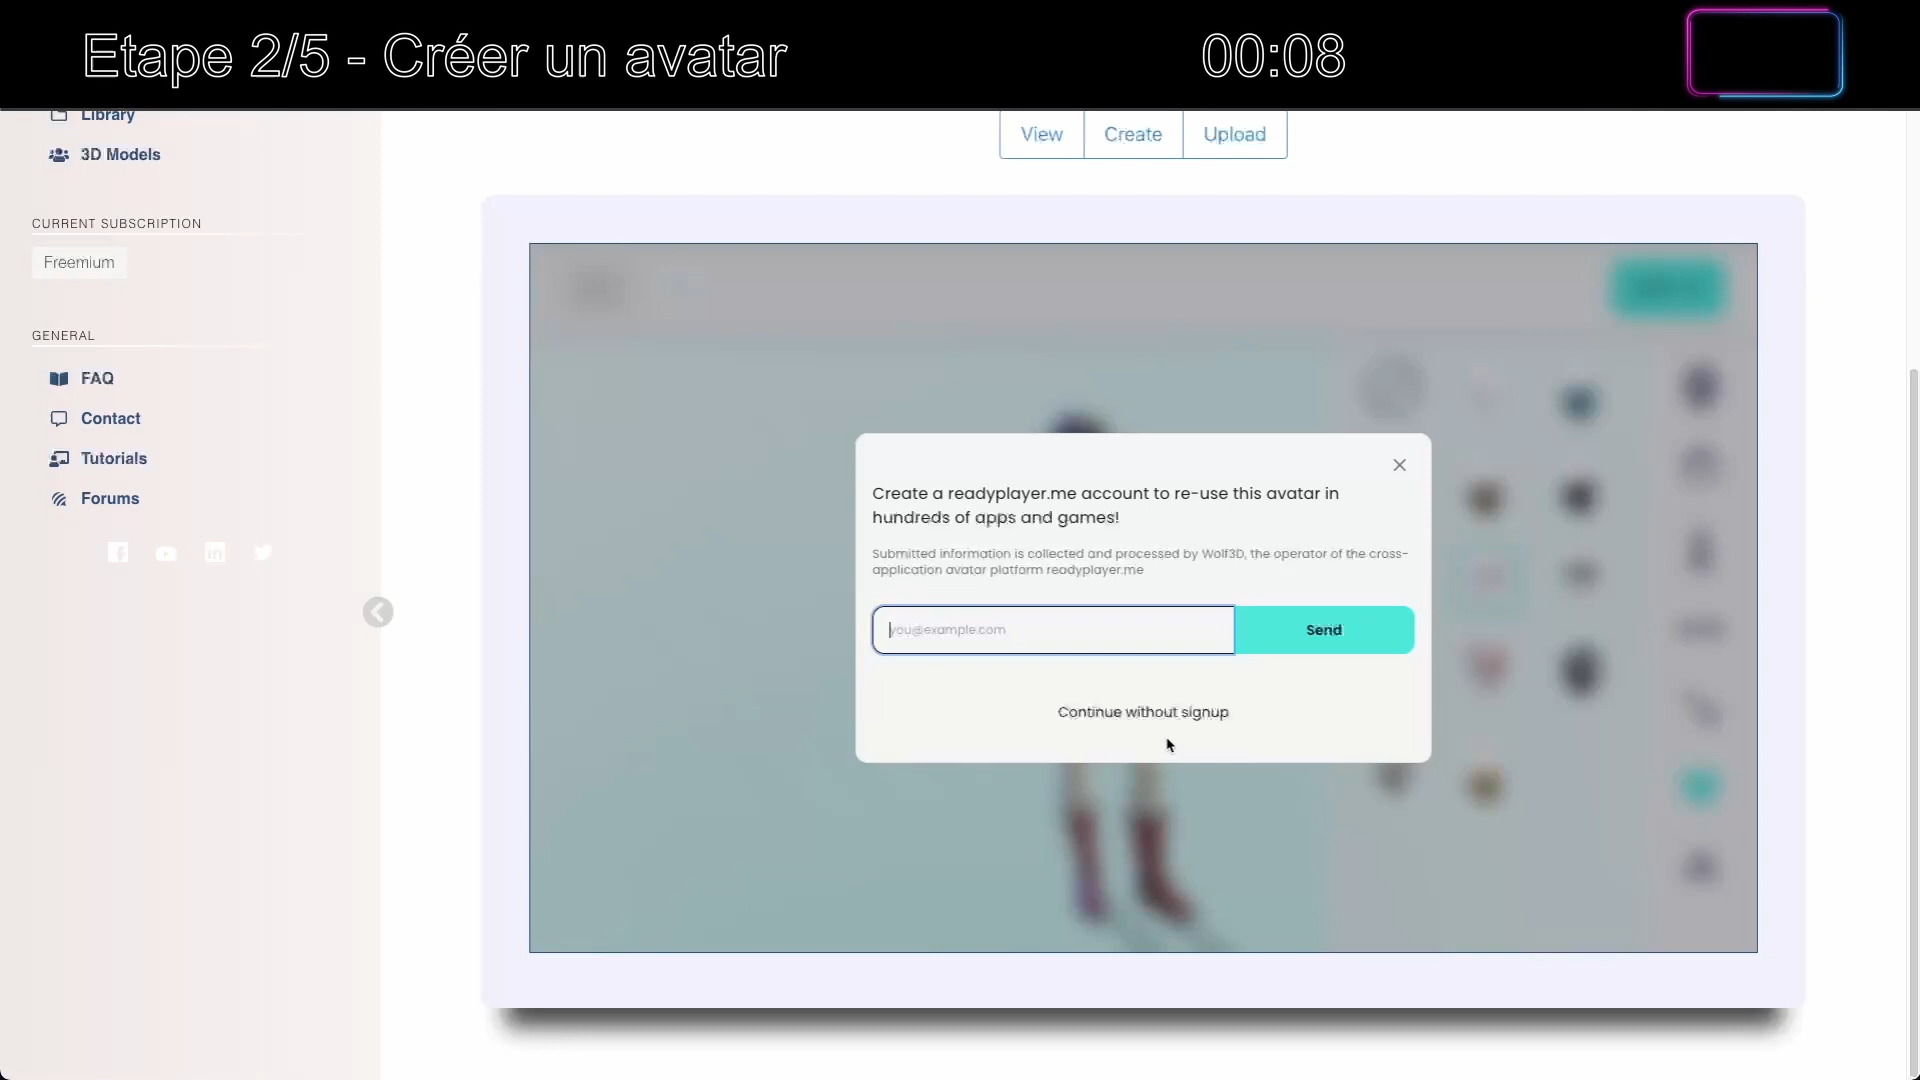 Etape 2/5 - Créer un avatar
00:08
Library
3D Models
CURRENT SUBSCRIPTION
Freemium
GENERAL
FAQ
Contact
Tutorials
Forums
View
Create
Upload
Create a readyplayer.me account to re-use this avatar in
hundreds of apps and games!
Submitted information is collected and processed by Wolf3D, the operator of the cross-
application avatar platform readyplayer.me
you@example.com
Send
Continue without signup